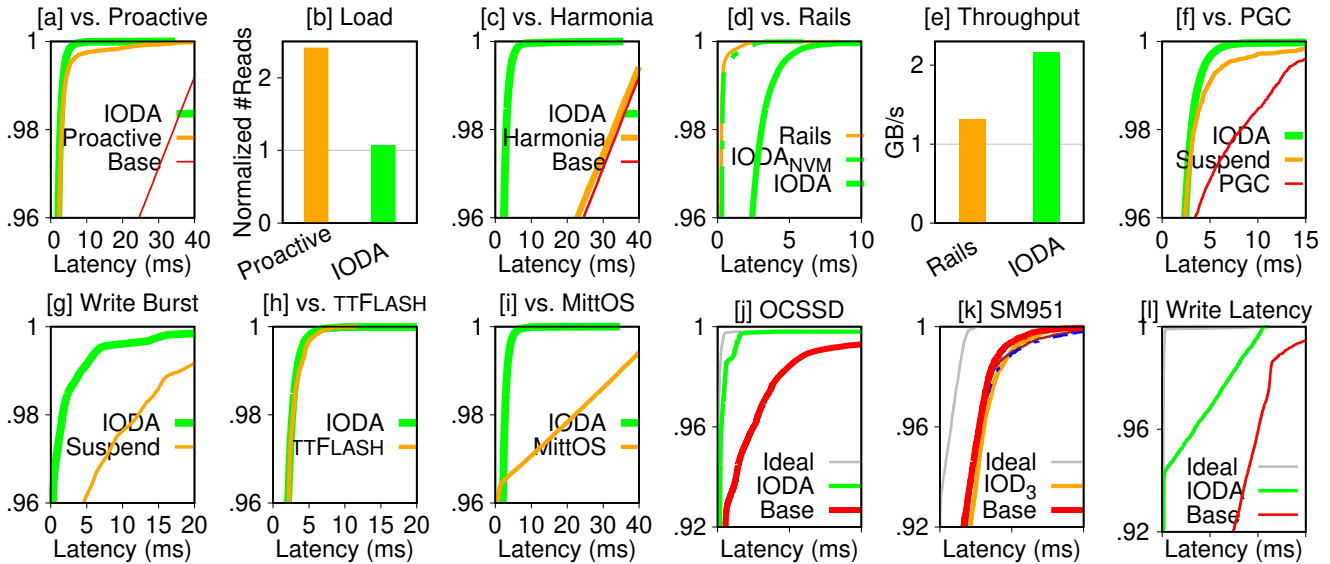 [a] vs. Proactive
1
.98
.96
IODA
Proactive
Base
0 10 20 30 40
Latency (ms)
[b] Load
Normalized #Reads
2
1
0
Proactive
IODA
[c] vs. Harmonia
1
.98
.96
IODA
Harmonia
Base
0 10 20 30 40
Latency (ms)
[d] vs. Rails
1
.98
.96
Rails
IODANVM
IODA
0 5 10
Latency (ms)
[e] Throughput
GB/s
2
1
0
Rails
IODA
[f] vs. PGC
1
.98
.96
IODA
Suspend
PGC
0 5 10 15
Latency (ms)
[g] Write Burst
1
.98
.96
IODA
Suspend
0 5 10 15 20
Latency (ms)
[h] vs. TTFLASH
1
.98
.96
IODA
TTFLASH
0 5 10 15 20
Latency (ms)
[i] vs. MittOS
1
.98
.96
IODA
MittOS
0 10 20 30 40
Latency (ms)
[j] OCSSD
1
.96
.92
Ideal
IODA
Base
Latency (ms)
[k] SM951
1
.96
.92
Ideal
IOD3
Base
Latency (ms)
[l] Write Latency
1
.96
.92
Ideal
IODA
Base
Latency (ms)